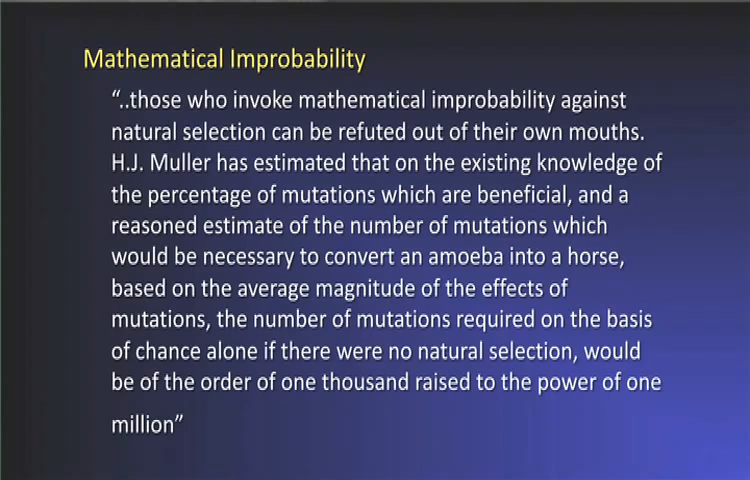 Mathematical Improbability
“..those who invoke mathematical improbability against
natural selection can be refuted out of their own mouths.
H.J. Muller has estimated that on the existing knowledge of
the percentage of mutations which are beneficial, and a
reasoned estimate of the number of mutations which
would be necessary to convert an amoeba into a horse,
based on the average magnitude of the effects of
mutations, the number of mutations required on the basis
of chance alone if there were no natural selection, would
be of the order of one thousand raised to the power of one
million”